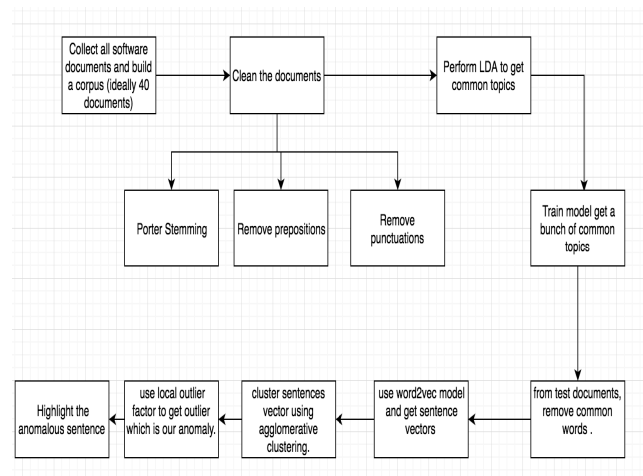 Collect all software
documents and build
a corpus (ideally 40
documents)
Clean the documents
Perform LDA to get
common topics
Porter Stemming
Remove prepositions
Remove
punctuations
Train model get a
bunch of common
topics
Highlight the
anomalous sentence
use local outlier
factor to get outlier
which is our anomaly.
cluster sentences
vector using
agglomerative
clustering.
use word2vec model
and get sentence
vectors
from test documents,
remove common
words .